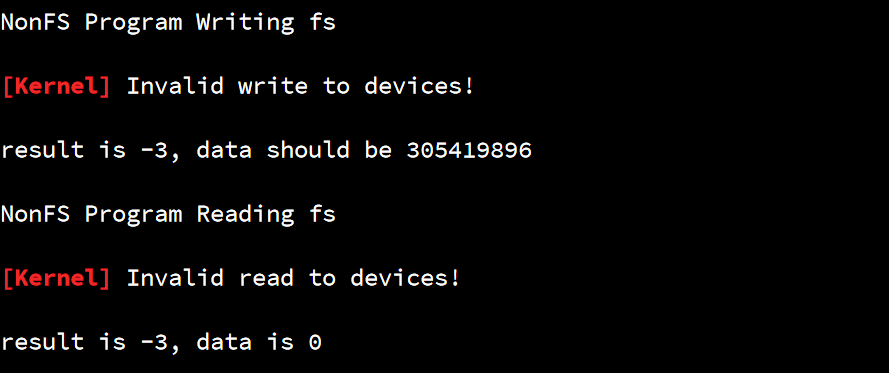 NonFS Program Writing fs
[Kernel] Invalid write to devices!
result is -3, data should be 305419896
NonFS Program Reading fs
[Kernel] Invalid read to devices!
result is -3, data is 0